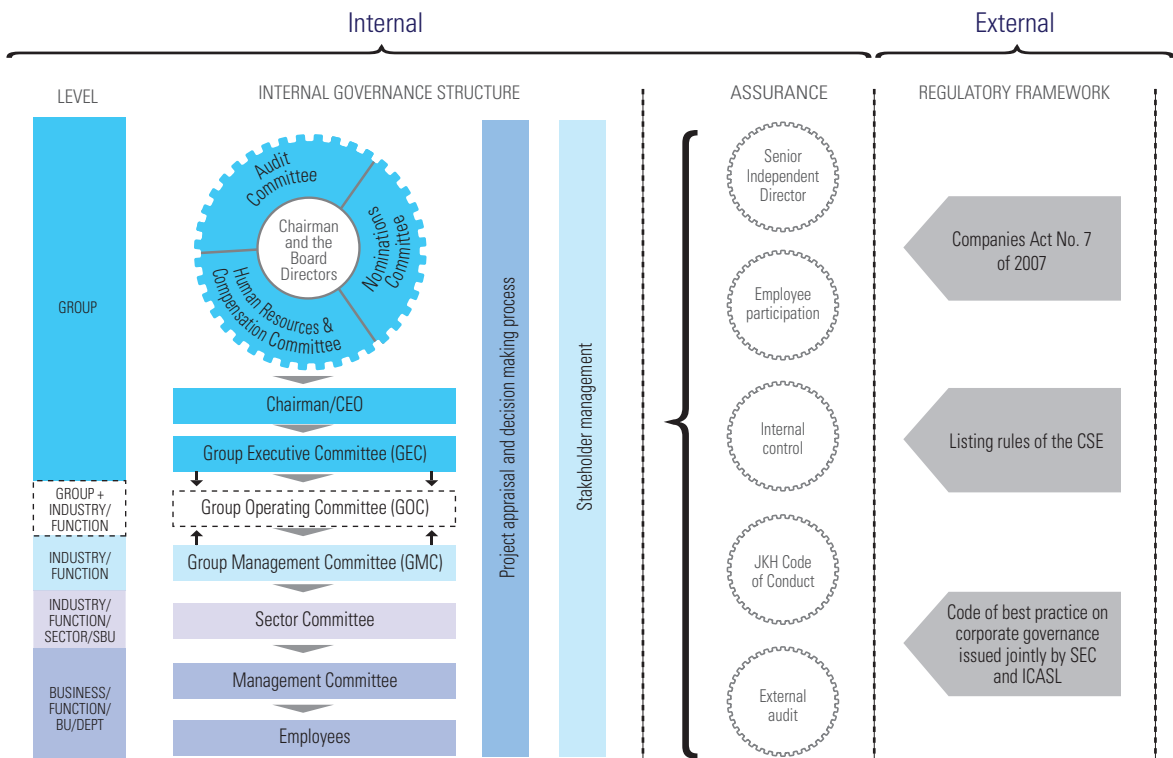 Internal
External
LEVEL
INTERNAL GOVERNANCE STRUCTURE
ASSURANCE
REGULATORY FRAMEWORK
GROUP
GROUP +
INDUSTRY/
FUNCTION
INDUSTRY/
FUNCTION
INDUSTRY/
FUNCTION/
SECTOR/SBU
BUSINESS/
FUNCTION/
BU/DEPT
Audit
Committee
Nominations
Committee
Human Resources &
Compensation Committee
Chairman
and the
Board
Directors
Chairman/CEO
Group Executive Committee (GEC)
Group Operating Committee (GOC)
Group Management Committee (GMC)
Sector Committee
Management Committee
Employees
Project appraisal and decision making process
Stakeholder management
Senior
Independent
Director
Employee
participation
Internal
control
JKH Code
of Conduct
External
audit
Companies Act No. 7
of 2007
Listing rules of the CSE
Code of best practice on
corporate governance
issued jointly by SEC
and ICASL